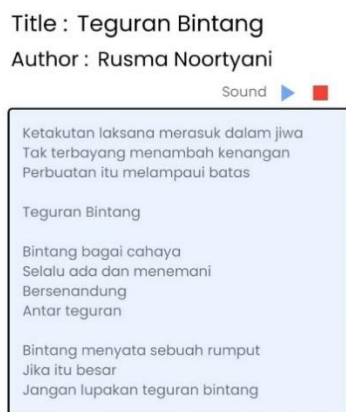 Title : Teguran Bintang
Author : Rusma Noortyani
Sound
Ketakutan laksana merasuk dalam jiwa
Tak terbayang menambah kenangan
Perbuatan itu melampaui batas
Teguran Bintang
Bintang bagai cahaya
Selalu ada dan menemani
Bersenandung
Antar teguran
Bintang menyata sebuah rumput
Jika itu besar
Jangan lupakan teguran bintang